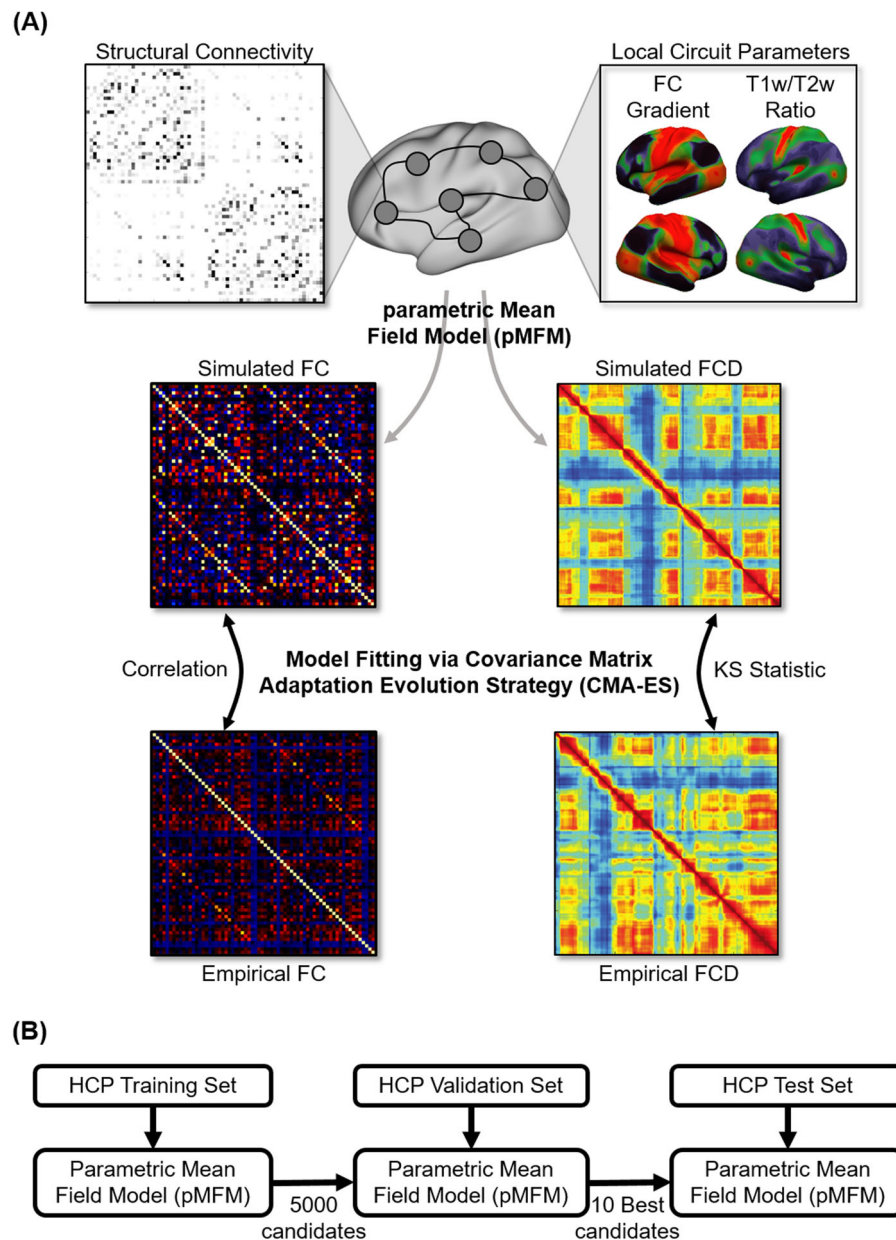 (A)
Structural Connectivity
Local Circuit Parameters
FC
Gradient
T1w/T2w
Ratio
parametric Mean
Field Model (pMFM)
Simulated FC
Simulated FCD
Correlation
Model Fitting via Covariance Matrix
Adaptation Evolution Strategy (CMA-ES)
KS Statistic
Empirical FC
Empirical FCD
(B)
HCP Training Set
HCP Validation Set
HCP Test Set
Parametric Mean
Field Model (pMFM)
5000
candidates
Parametric Mean
Field Model (pMFM)
10 Best
candidates
Parametric Mean
Field Model (pMFM)